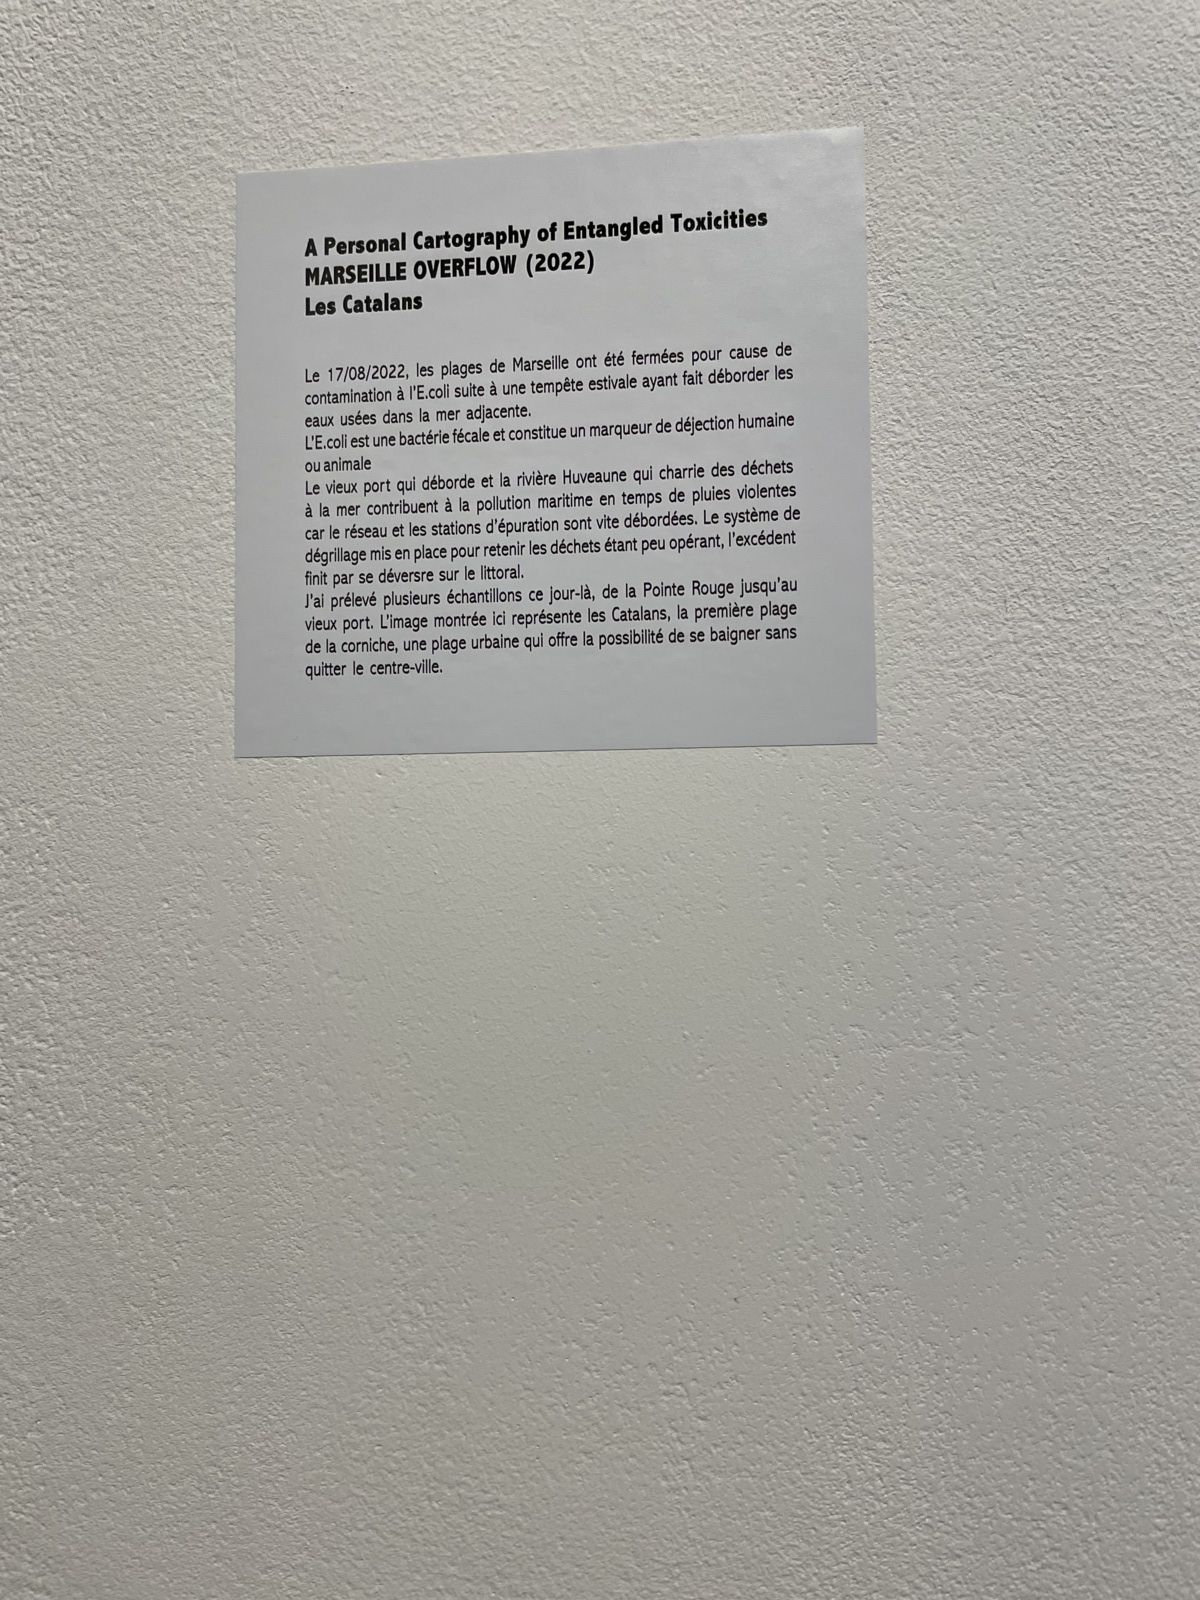 A Personal Cartography of Entangled Toxicities
MARSEILLE OVERFLOW (2022)
Les Catalans
Le 17/08/2022, les plages de Marseille ont été fermées pour cause de
contamination à l'E.coli suite à une tempête estivale ayant fait déborder les
eaux usées dans la mer adjacente.
L'E.coli est une bactérie fécale et constitue un marqueur de déjection humaine
ou animale
Le vieux port qui déborde et la rivière Huveaune qui charrie des déchets
à la mer contribuent à la pollution maritime en temps de pluies violentes
car le réseau et les stations d'épuration sont vite débordées. Le système de
dégrillage mis en place pour retenir les déchets étant peu opérant, l'excédent
finit par se déversre sur le littoral.
J'ai prélevé plusieurs échantillons ce jour-là, de la Pointe Rouge jusqu'au
vieux port. L'image montrée ici représente les Catalans, la première plage
de la corniche, une plage urbaine qui offre la possibilité de se baigner sans
quitter le centre-ville.